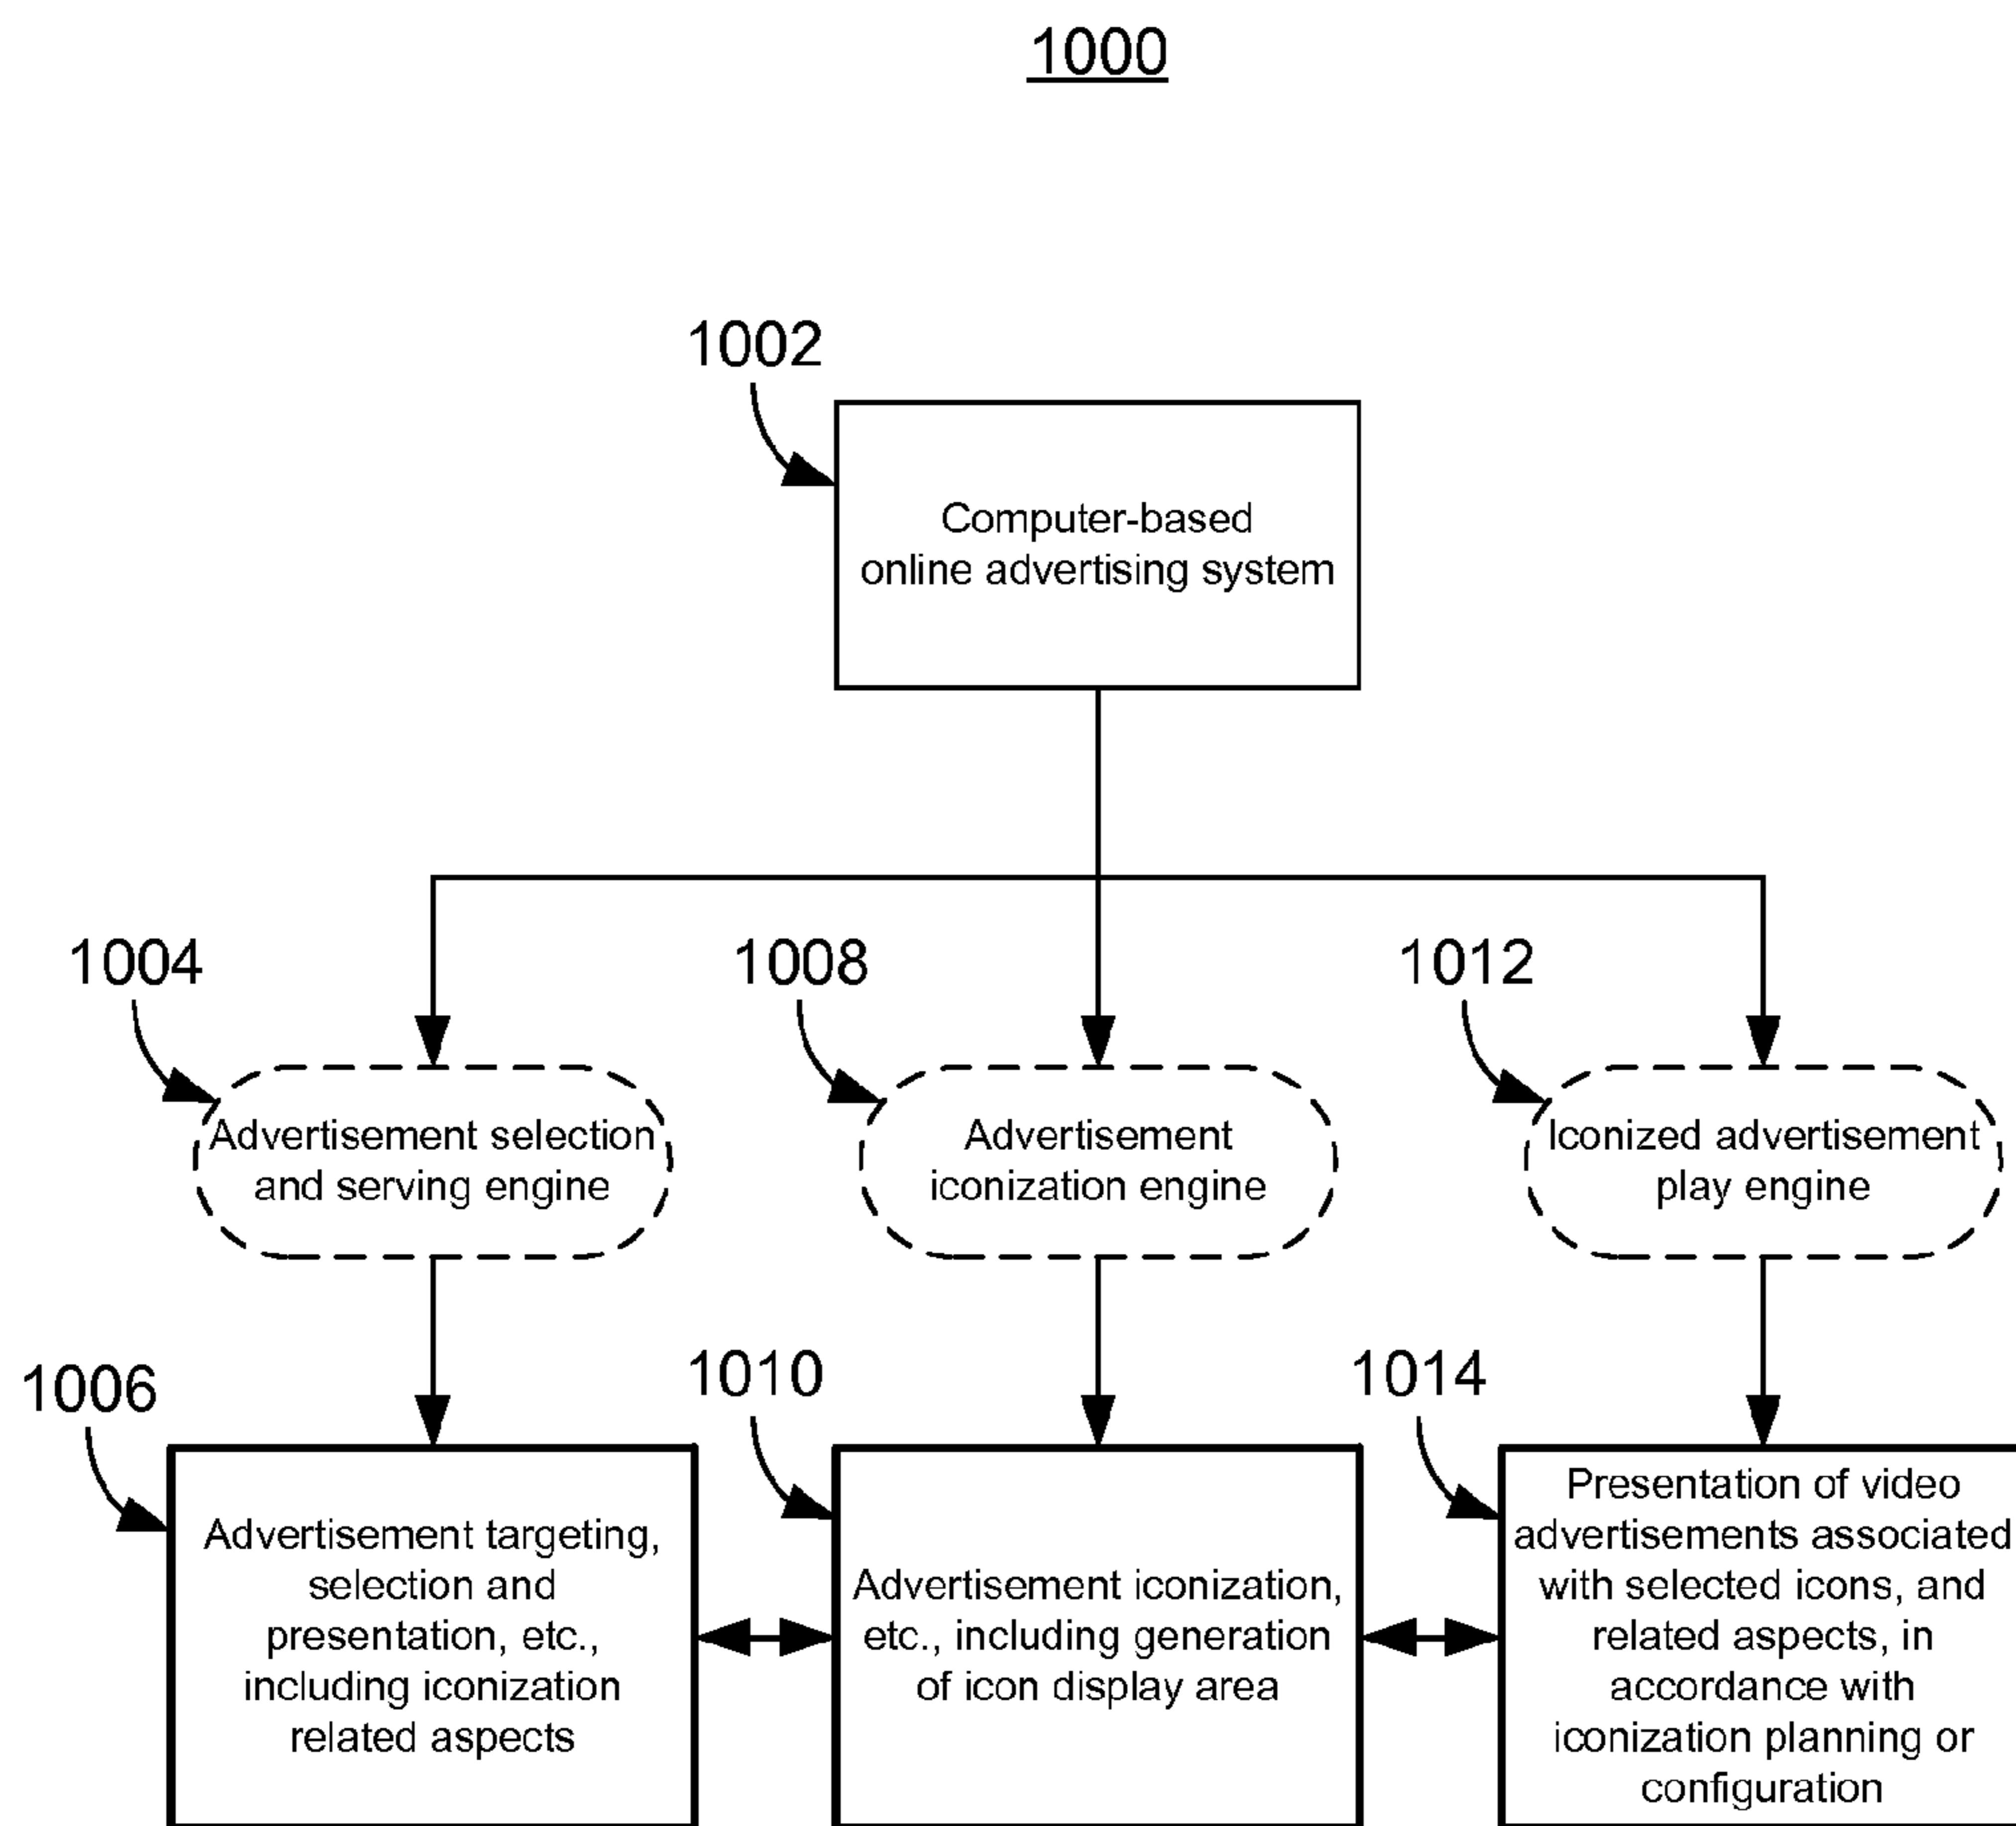 1000
1002
Computer-based
online advertising system
1004
1008
1012
Advertisement selection
and serving engine
Advertisement
iconization engine
Iconized advertisement
play engine
1006
1010
1014
Advertisement targeting,
selection and
presentation, etc.,
including iconization
related aspects
Advertisement iconization,
etc., including generation
of icon display area
Presentation of video
advertisements associated
with selected icons, and
related aspects, in
accordance with
iconization planning or
configuration